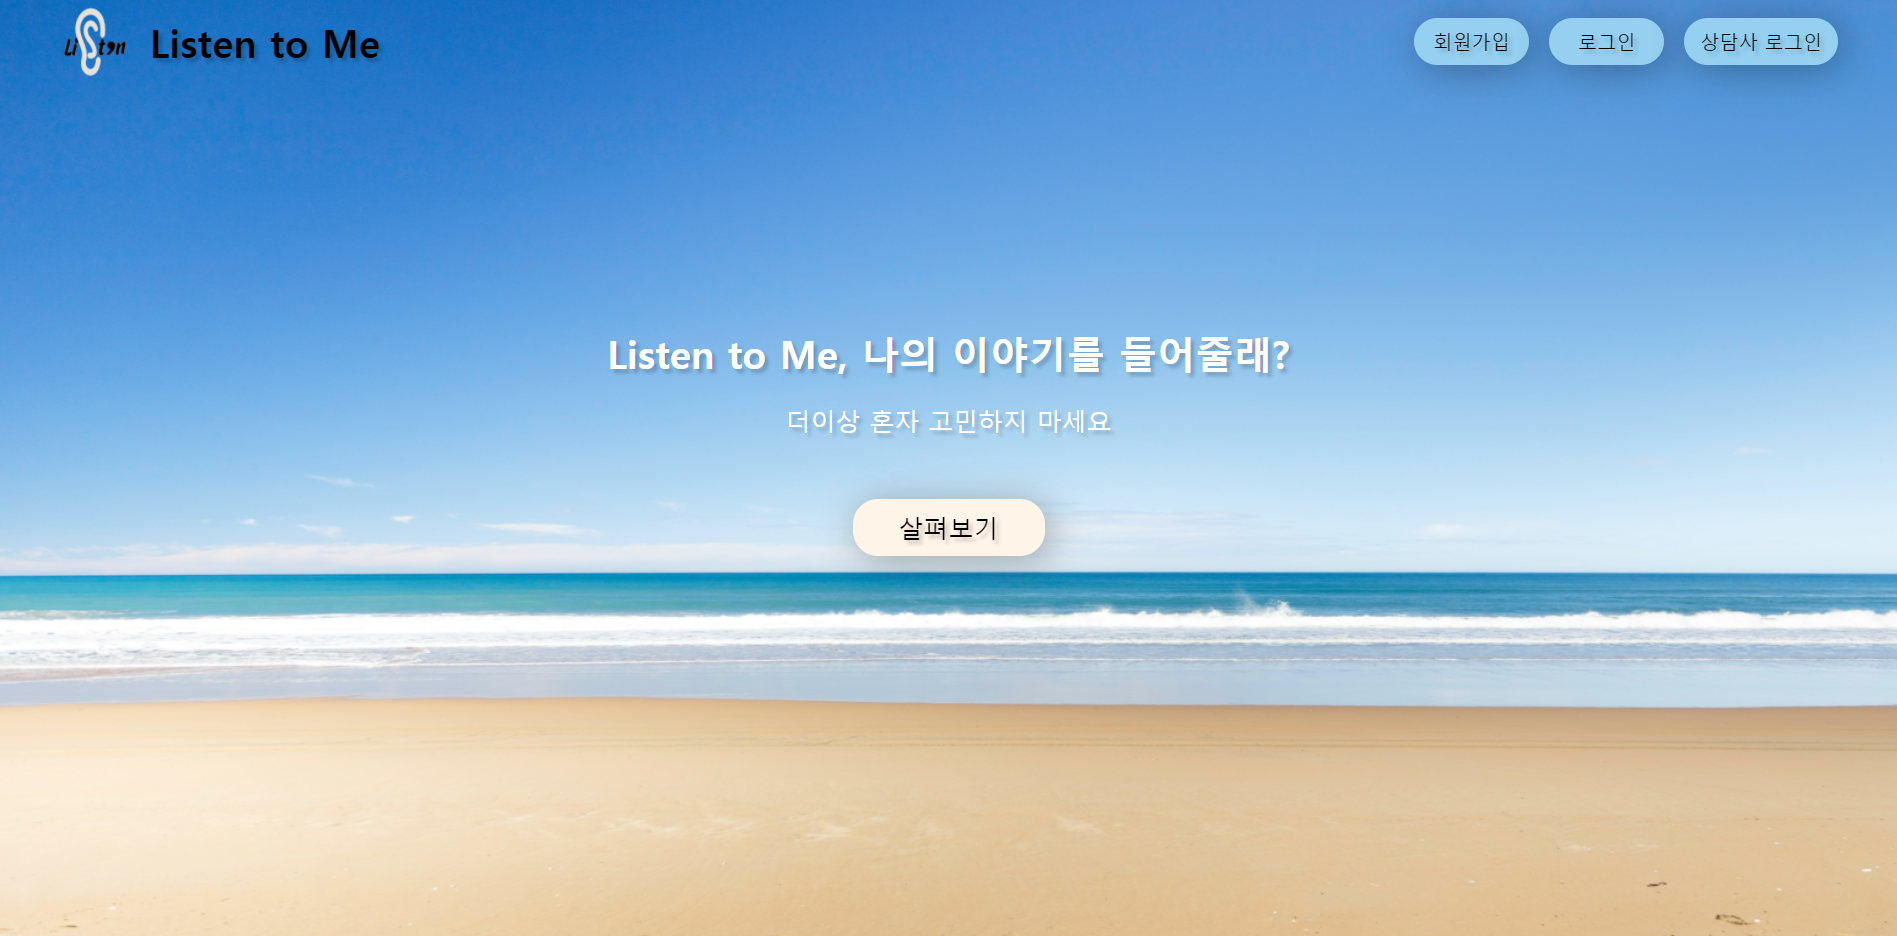 Liston
Listen to Me
회원가입
로그인
상담사 로그인
Listen to Me, 나의 이야기를 들어줄래?
더이상 혼자 고민하지 마세요
살펴보기